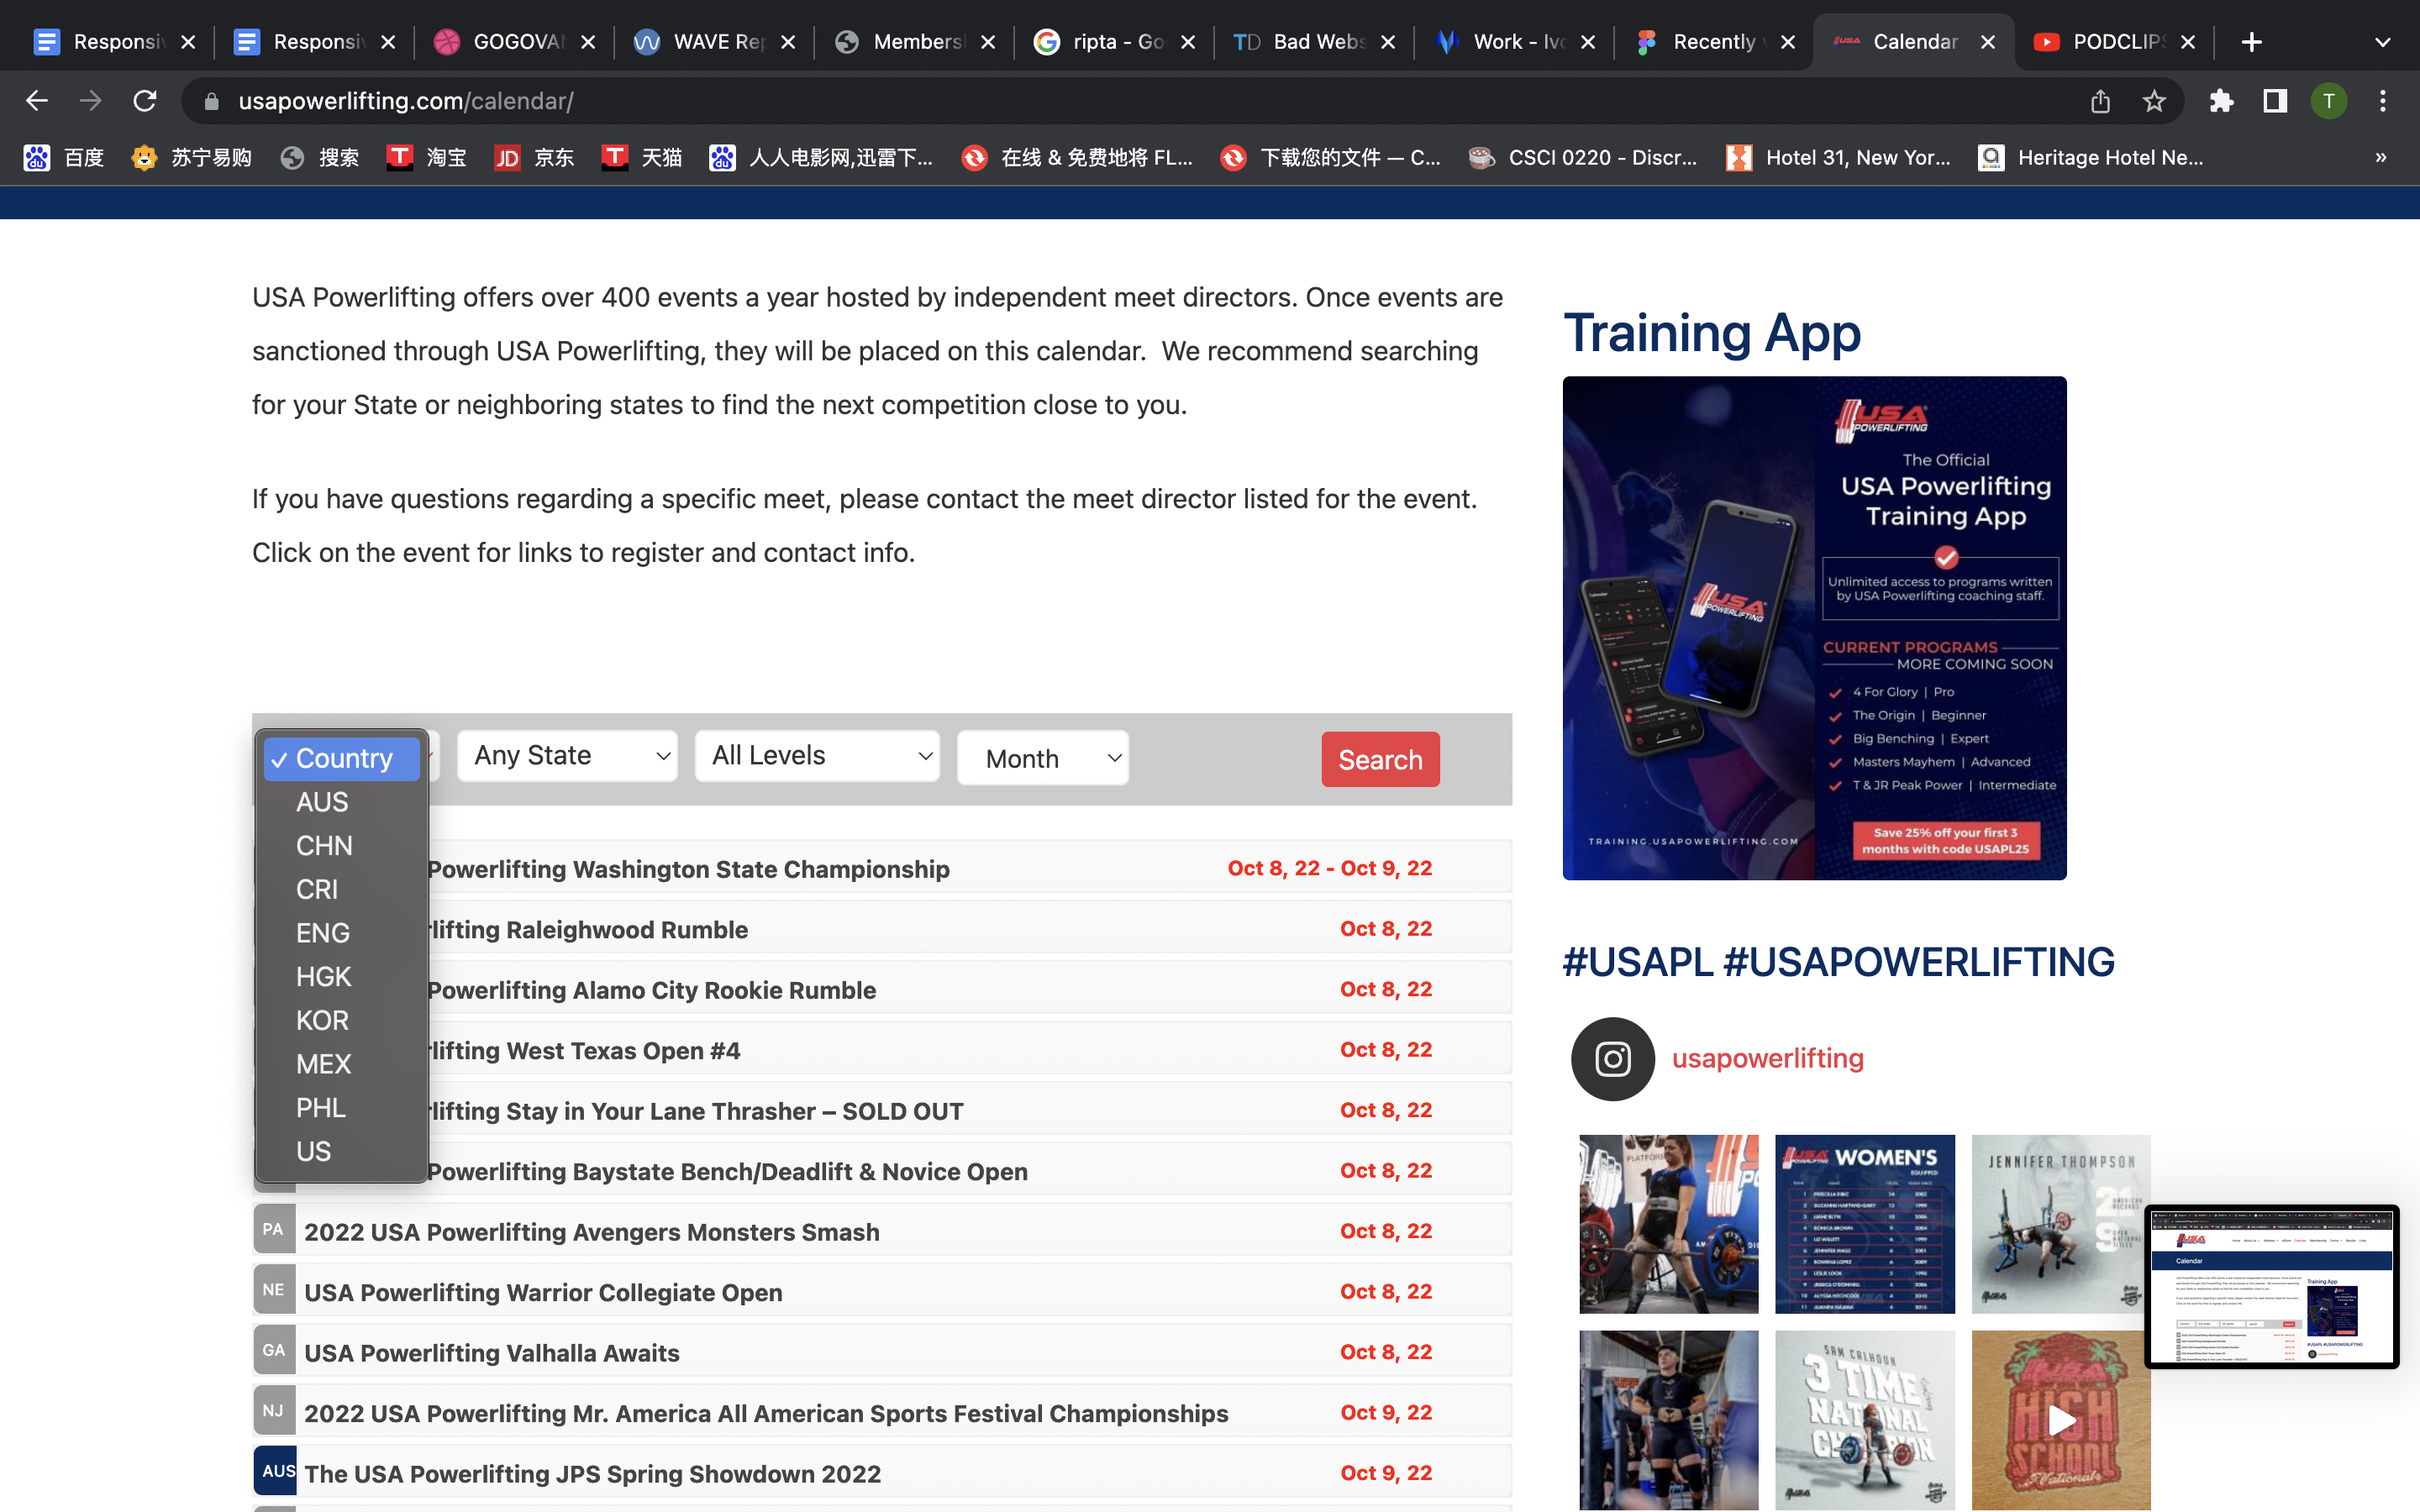 Responsiv
Responsiv
GOGOVAN
WAVE Rep
Members
ripta - Go
TD Bad Webs
Work - Ivo
Recently v
Calendar
PODCLIPS
usapowerlifting.com/calendar/
T
百度
苏宁易购
搜索
淘宝
JD 京东
天猫
人人电影网,迅雷下...
在线 & 免费地将 FL...
下载您的文件 — C...
CSCI 0220 - Discr...
Hotel 31, New Yor...
Heritage Hotel Ne...
»
USA Powerlifting offers over 400 events a year hosted by independent meet directors. Once events are
sanctioned through USA Powerlifting, they will be placed on this calendar. We recommend searching
for your State or neighboring states to find the next competition close to you.
If you have questions regarding a specific meet, please contact the meet director listed for the event.
Click on the event for links to register and contact info.
Country
AUS
CHN
CRI
ENG
HGK
KOR
MEX
PHL
US
Any State
All Levels
Month
Search
Powerlifting Washington State Championship Oct 8, 22 - Oct 9, 22
lifting Raleighwood Rumble Oct 8, 22
Powerlifting Alamo City Rookie Rumble Oct 8, 22
lifting West Texas Open #4 Oct 8, 22
lifting Stay in Your Lane Thrasher – SOLD OUT Oct 8, 22
Powerlifting Baystate Bench/Deadlift & Novice Open Oct 8, 22
PA 2022 USA Powerlifting Avengers Monsters Smash Oct 8, 22
NE USA Powerlifting Warrior Collegiate Open Oct 8, 22
GA USA Powerlifting Valhalla Awaits Oct 8, 22
NJ 2022 USA Powerlifting Mr. America All American Sports Festival Championships Oct 9, 22
AUS The USA Powerlifting JPS Spring Showdown 2022 Oct 9, 22
Training App
USA
POWERLIFTING
The Official
USA Powerlifting
Training App
Unlimited access to programs written
by USA Powerlifting coaching staff.
CURRENT PROGRAMS
MORE COMING SOON
4 For Glory | Pro
The Origin | Beginner
Big Benching | Expert
Masters Mayhem | Advanced
T & JR Peak Power | Intermediate
Save 25% off your first 3
months with code USAPL25
TRAINING.USAPOWERLIFTING.COM
USA
POWERLIFTING
#USAPL #USAPOWERLIFTING
usapowerlifting
PLATFORM
1
WOMEN'S
EQUIPPED
JENNIFER THOMPSON
SAM CALHOUN
3 TIME
NATIONAL
CHAMPION
HIGH
SCHOOL
Nationals
Calendar
Training App